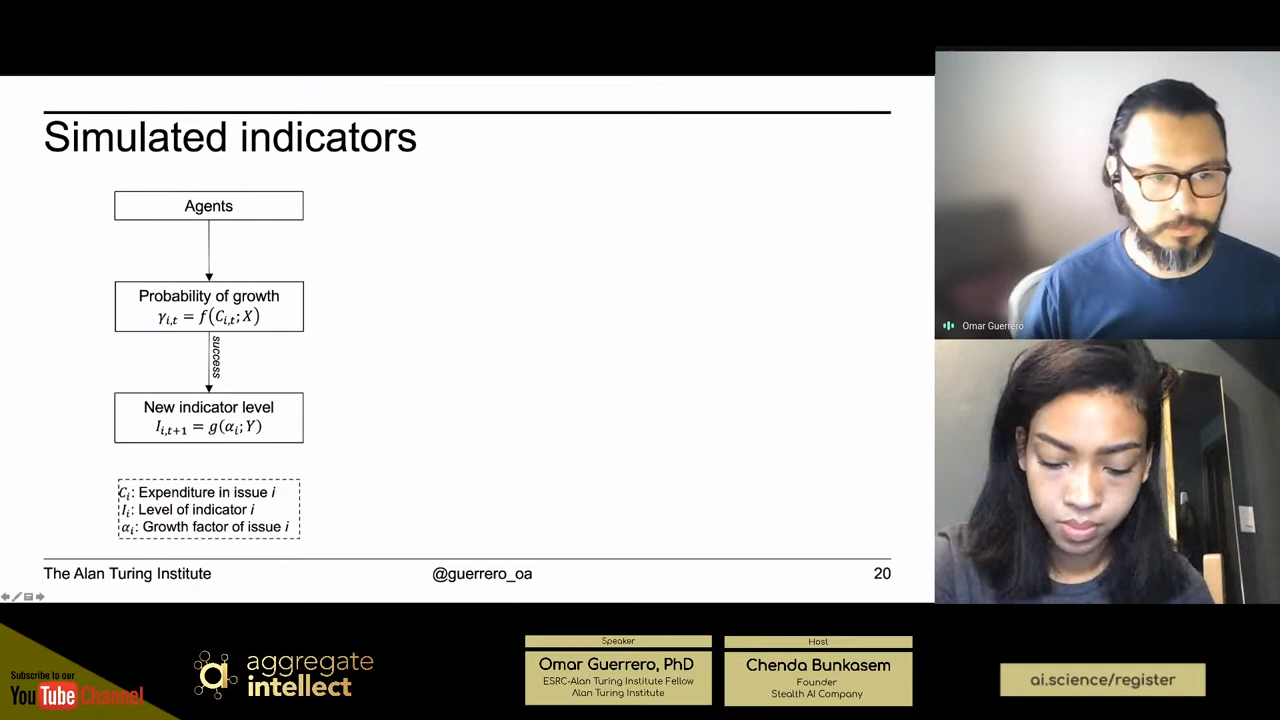 Simulated indicators
Agents
Probability of growth
γᵢ,ₜ = f(Cᵢ,ₜ; X)
success
New indicator level
Iᵢ,ₜ₊₁ = g(αᵢ; Y)
Cᵢ: Expenditure in issue i
Iᵢ: Level of indicator i
αᵢ: Growth factor of issue i
The Alan Turing Institute
@guerrero_oa
20
Omar Guerrero
Subscribe to our
YouTube Channel
ai
aggregate
intellect
Speaker
Omar Guerrero, PhD
ESRC-Alan Turing Institute Fellow
Alan Turing Institute
Host
Chenda Bunkasem
Founder
Stealth AI Company
ai.science/register